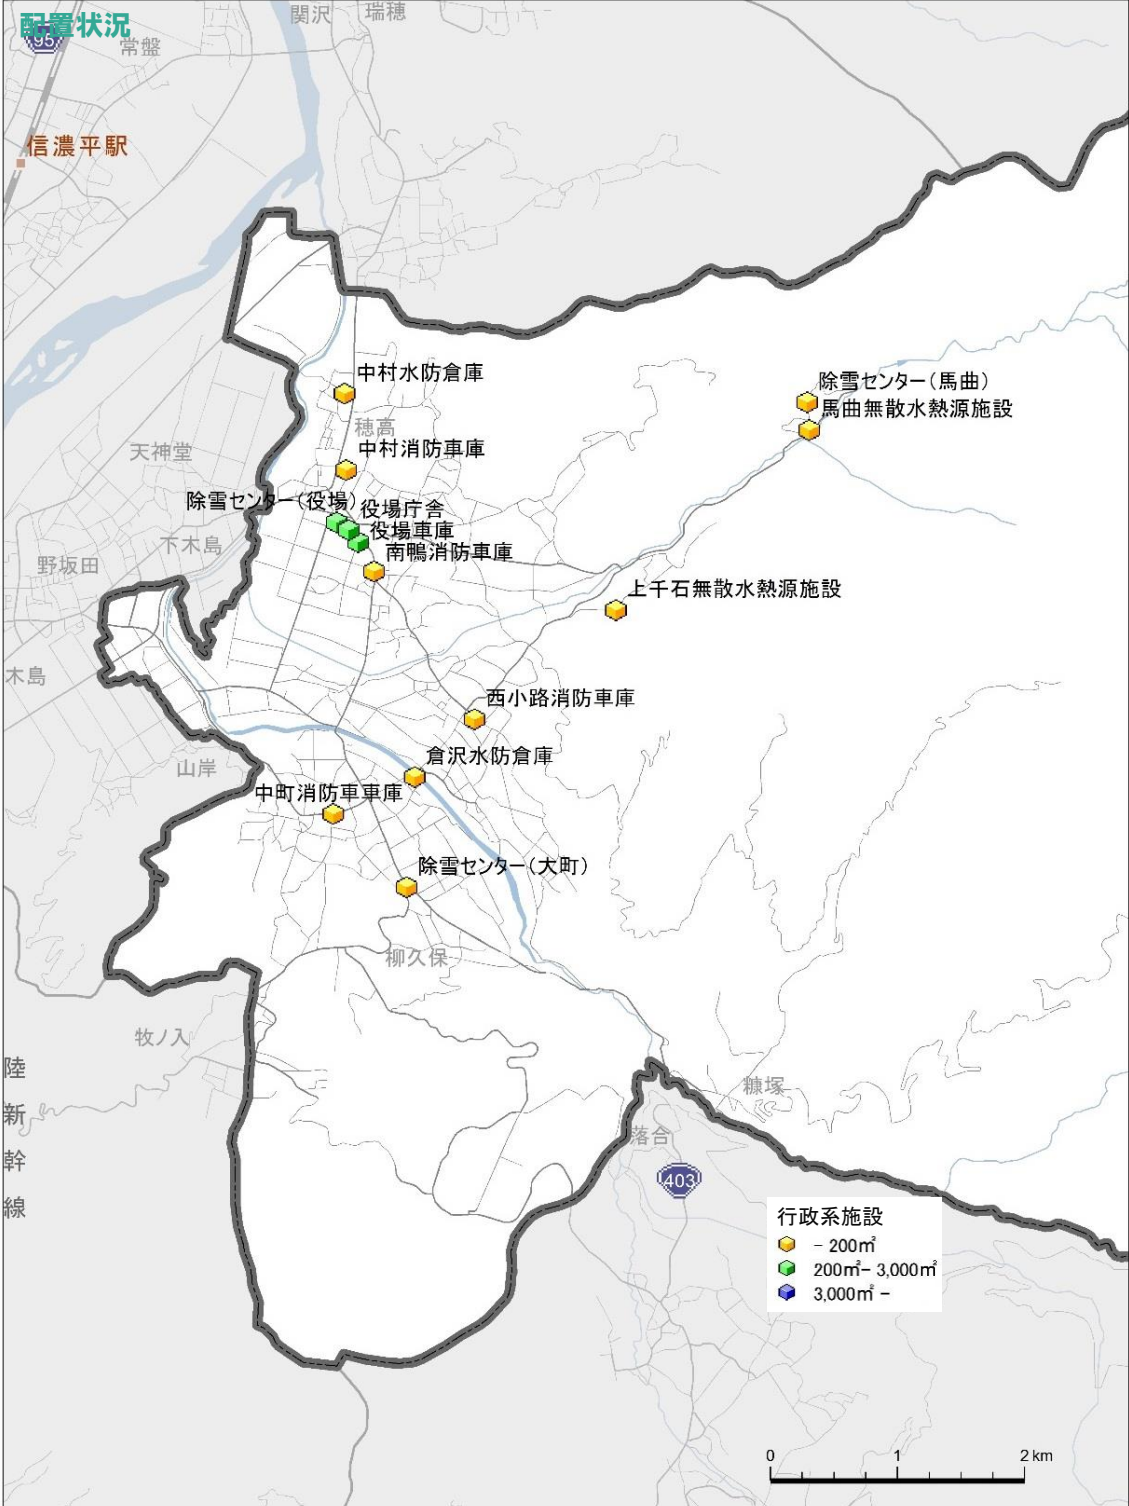 配置状況
95
関沢
瑞穂
常盤
信濃平駅
中村水防倉庫
除雪センター(馬曲)
馬曲無散水熱源施設
穂高
中村消防車庫
天神堂
除雪センター(役場)
役場庁舎
役場車庫
下木島
南鴨消防車庫
野坂田
上千石無散水熱源施設
木島
西小路消防車庫
倉沢水防倉庫
山岸
中町消防車車庫
除雪センター(大町)
柳久保
牧ノ入
陸新幹線
糠塚
落合
403
行政系施設
- 200㎡
200㎡- 3,000㎡
3,000㎡ -
0 1 2 km